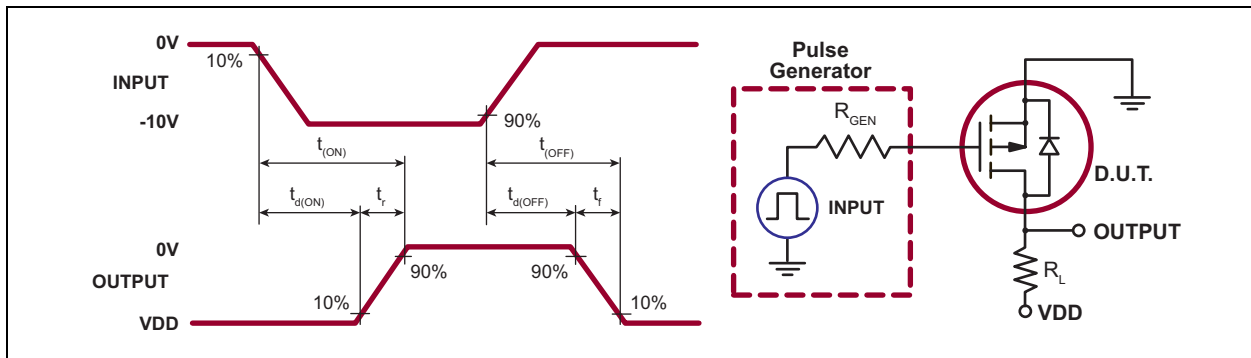 0V
10%
INPUT
-10V
90%
t(ON)
t(OFF)
td(ON)
tr
td(OFF)
tf
0V
OUTPUT
90%
90%
10%
10%
VDD
Pulse
Generator
RGEN
INPUT
D.U.T.
OUTPUT
RL
VDD